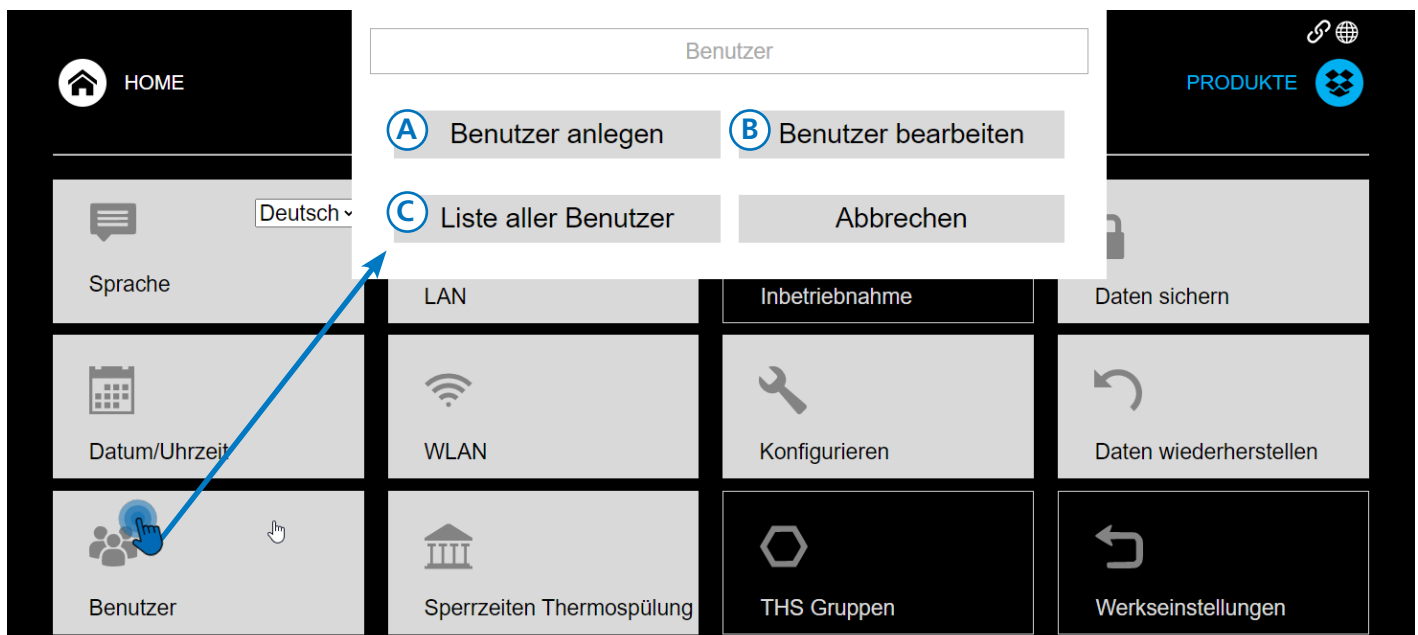 Benutzer
HOME
PRODUKTE
A Benutzer anlegen
B Benutzer bearbeiten
C Liste aller Benutzer
Abbrechen
Deutsch
Sprache
LAN
Inbetriebnahme
Daten sichern
Datum/Uhrzeit
WLAN
Konfigurieren
Daten wiederherstellen
Benutzer
Sperrzeiten Thermospülung
THS Gruppen
Werkseinstellungen